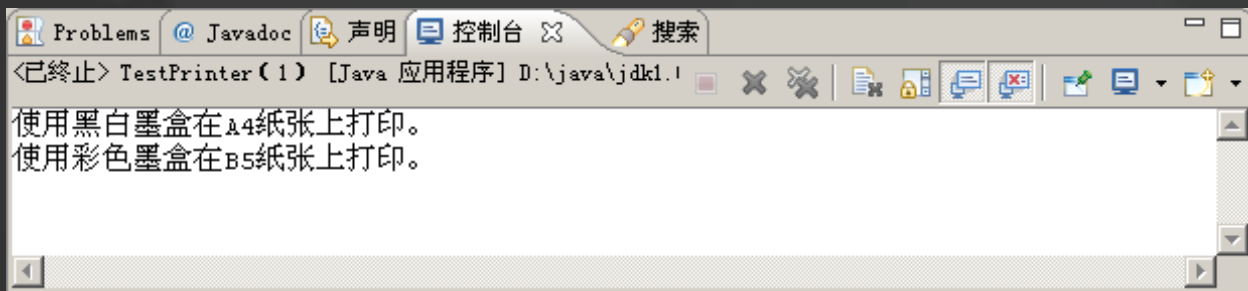 Problems @ Javadoc 声明 控制台 搜索
<已终止> TestPrinter (1) [Java 应用程序] D:\java\jdk1.
使用黑白墨盒在A4纸张上打印。
使用彩色墨盒在B5纸张上打印。